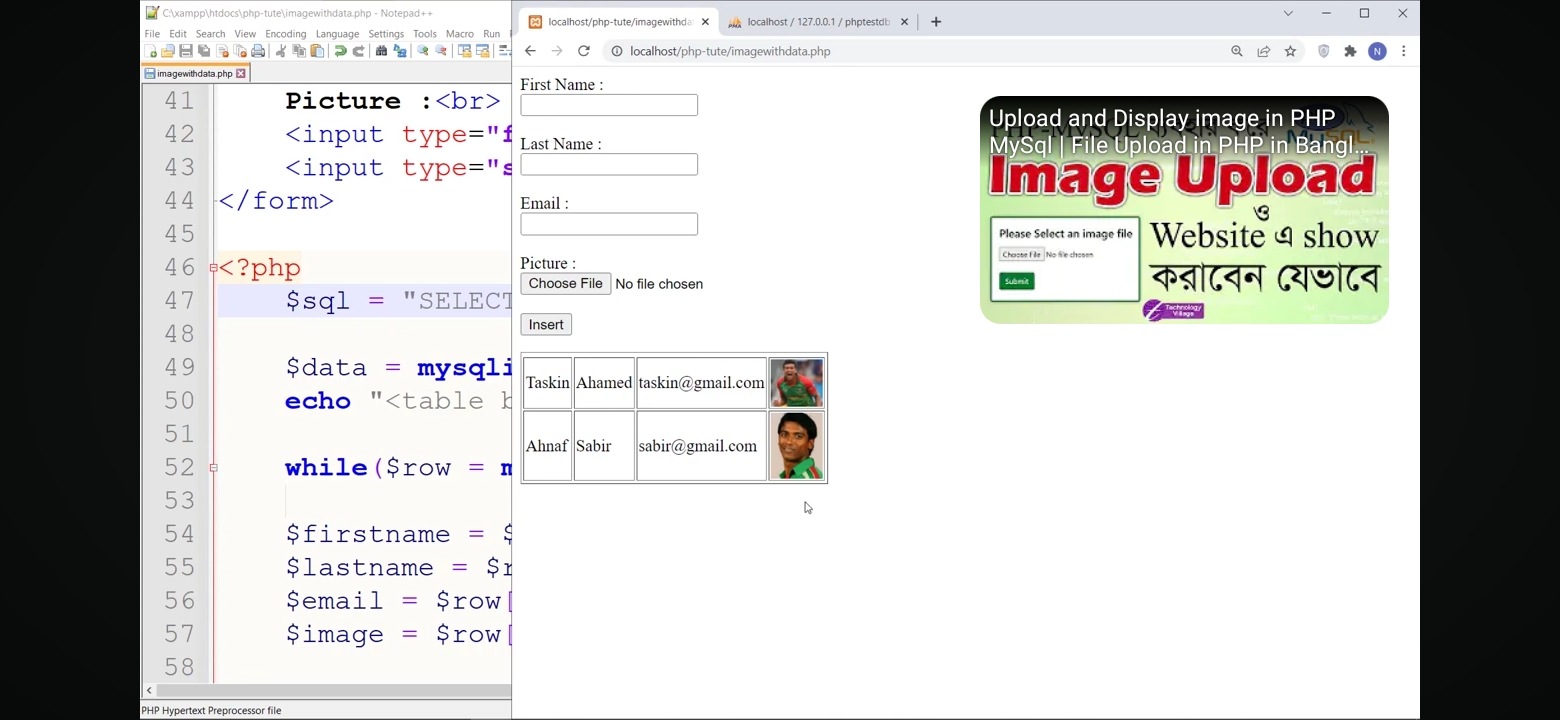 C:\xampp\htdocs\php-tute\imagewithdata.php - Notepad++
File Edit Search View Encoding Language Settings Tools Macro Run
imagewithdata.php
41 Picture :<br>
42 <input type="f
43 <input type="s
44 </form>
45
46 <?php
47 $sql = "SELECT
48
49 $data = mysqli
50 echo "<table b
51
52 while($row = m
53
54 $firstname = $
55 $lastname = $r
56 $email = $row[
57 $image = $row[
58
PHP Hypertext Preprocessor file
localhost/php-tute/imagewithda
localhost / 127.0.0.1 / phptestdb
localhost/php-tute/imagewithdata.php
N
First Name :
Last Name :
Email :
Picture :
Choose File No file chosen
Insert
Taskin Ahamed taskin@gmail.com
Ahnaf Sabir sabir@gmail.com
Upload and Display image in PHP
MySql | File Upload in PHP in Bangl...
Image Upload
ও
Please Select an image file
Choose File No file chosen
Submit
Website এ show
করাবেন যেভাবে
Technology
Village